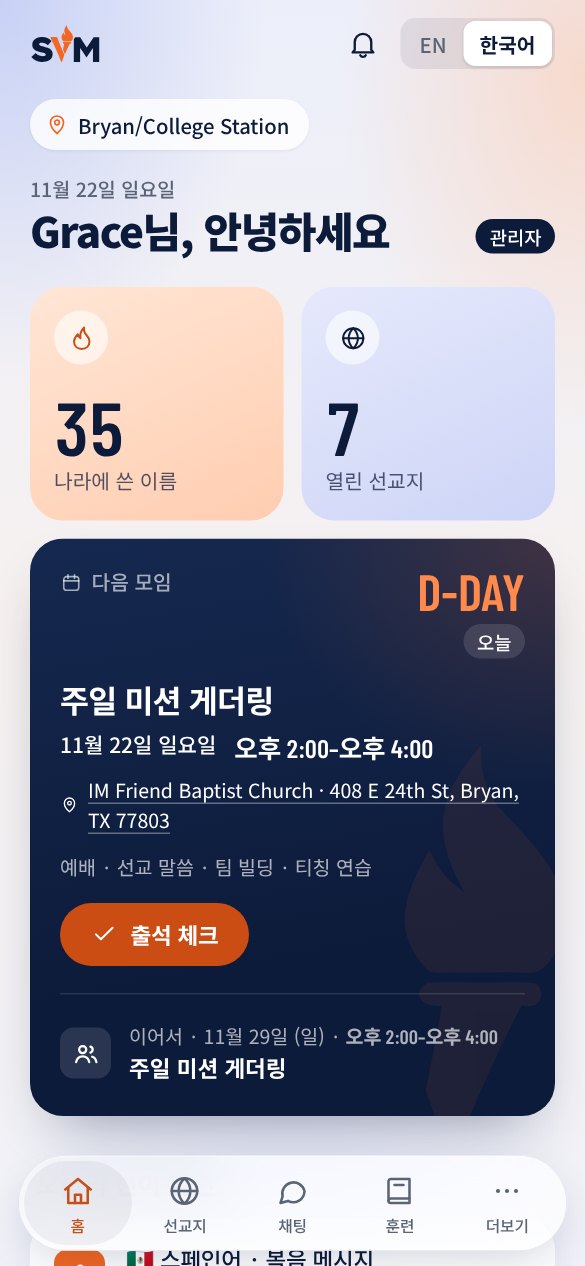 SVM
EN
한국어
Bryan/College Station
11월 22일 일요일
Grace님, 안녕하세요
관리자
35
나라에 쓴 이름
7
열린 선교지
다음 모임
D-DAY
오늘
주일 미션 게더링
11월 22일 일요일 오후 2:00–오후 4:00
IM Friend Baptist Church · 408 E 24th St, Bryan,
TX 77803
예배 · 선교 말씀 · 팀 빌딩 · 티칭 연습
출석 체크
이어서 · 11월 29일 (일) · 오후 2:00–오후 4:00
주일 미션 게더링
홈
선교지
채팅
훈련
더보기
스페인어 · 복음 메시지